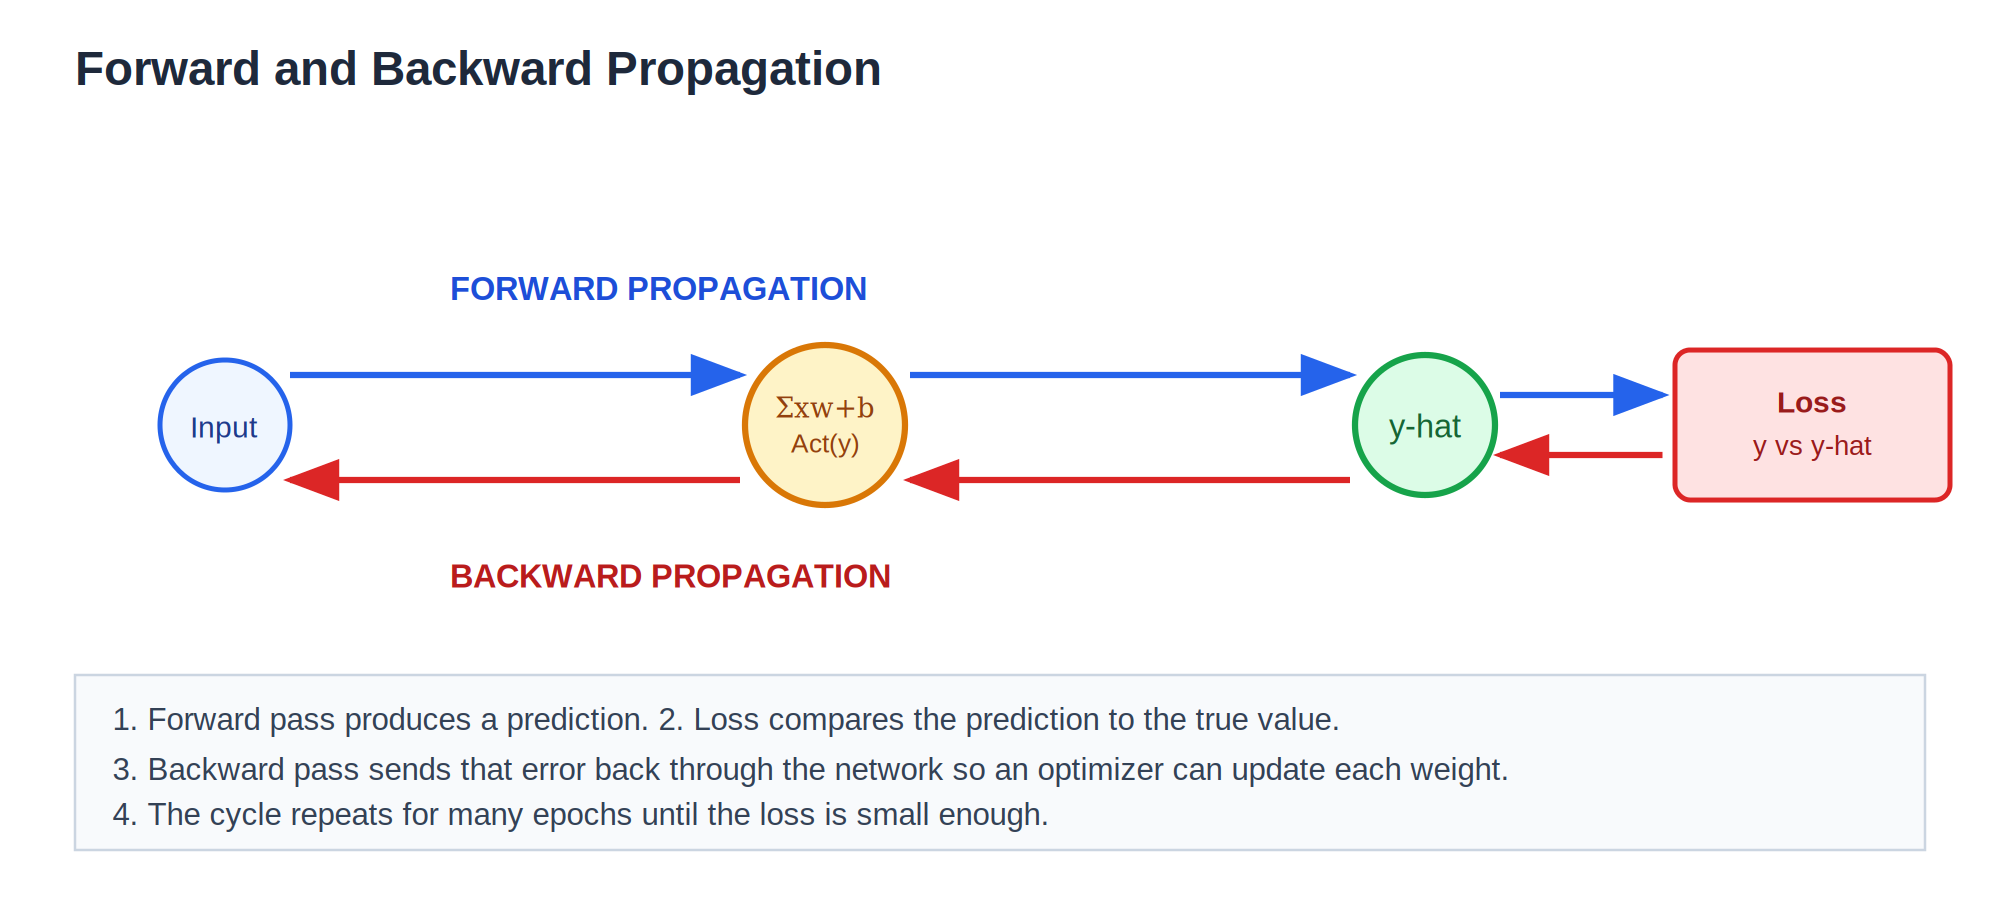 Forward and Backward Propagation
FORWARD PROPAGATION
Input
Σxw+b
Act(y)
y-hat
Loss
y vs y-hat
BACKWARD PROPAGATION
1. Forward pass produces a prediction. 2. Loss compares the prediction to the true value.
3. Backward pass sends that error back through the network so an optimizer can update each weight.
4. The cycle repeats for many epochs until the loss is small enough.